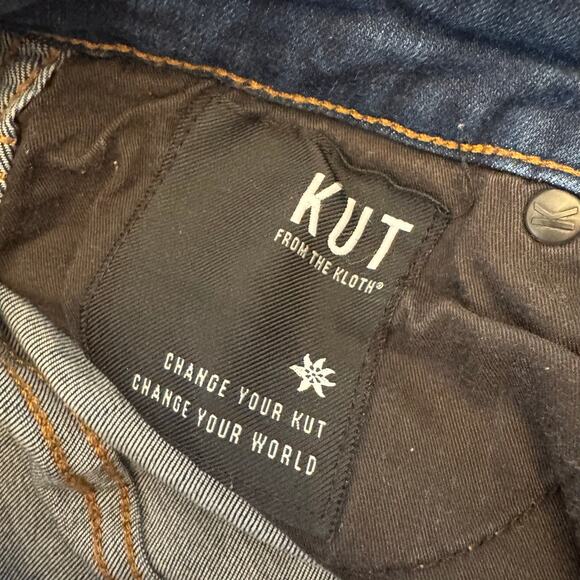 KUT
FROM THE KLOTH®
CHANGE YOUR KUT
CHANGE YOUR WORLD
K